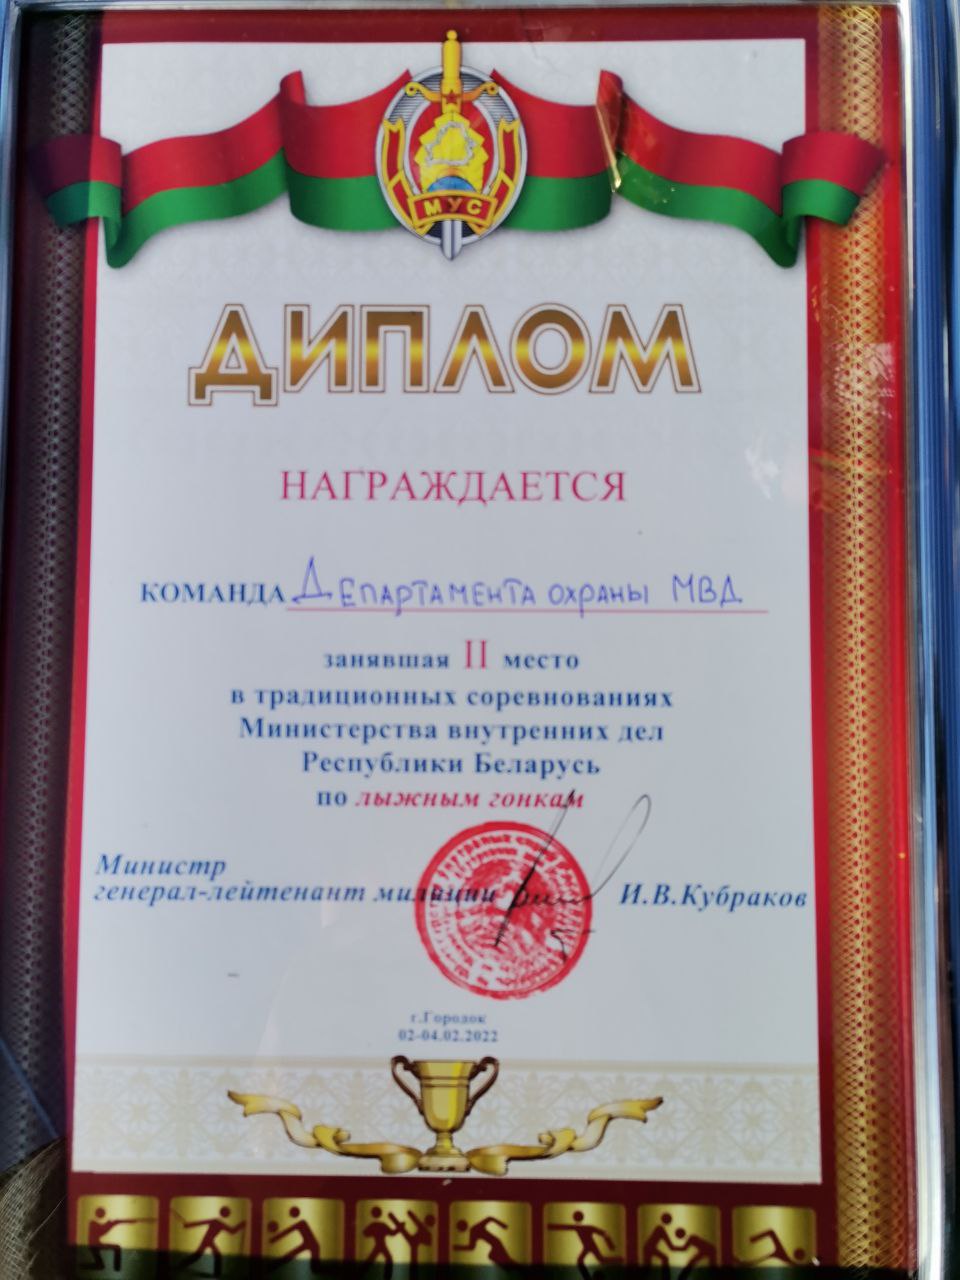 МУС
ДИПЛОМ
НАГРАЖДАЕТСЯ
КОМАНДА ДЕПАРТАМЕНТА ОХРАНЫ МВД
занявшая II место
в традиционных соревнованиях
Министерства внутренних дел
Республики Беларусь
по лыжным гонкам
Министр
генерал-лейтенант милиции И.В.Кубраков
г.Городок
02-04.02.2022